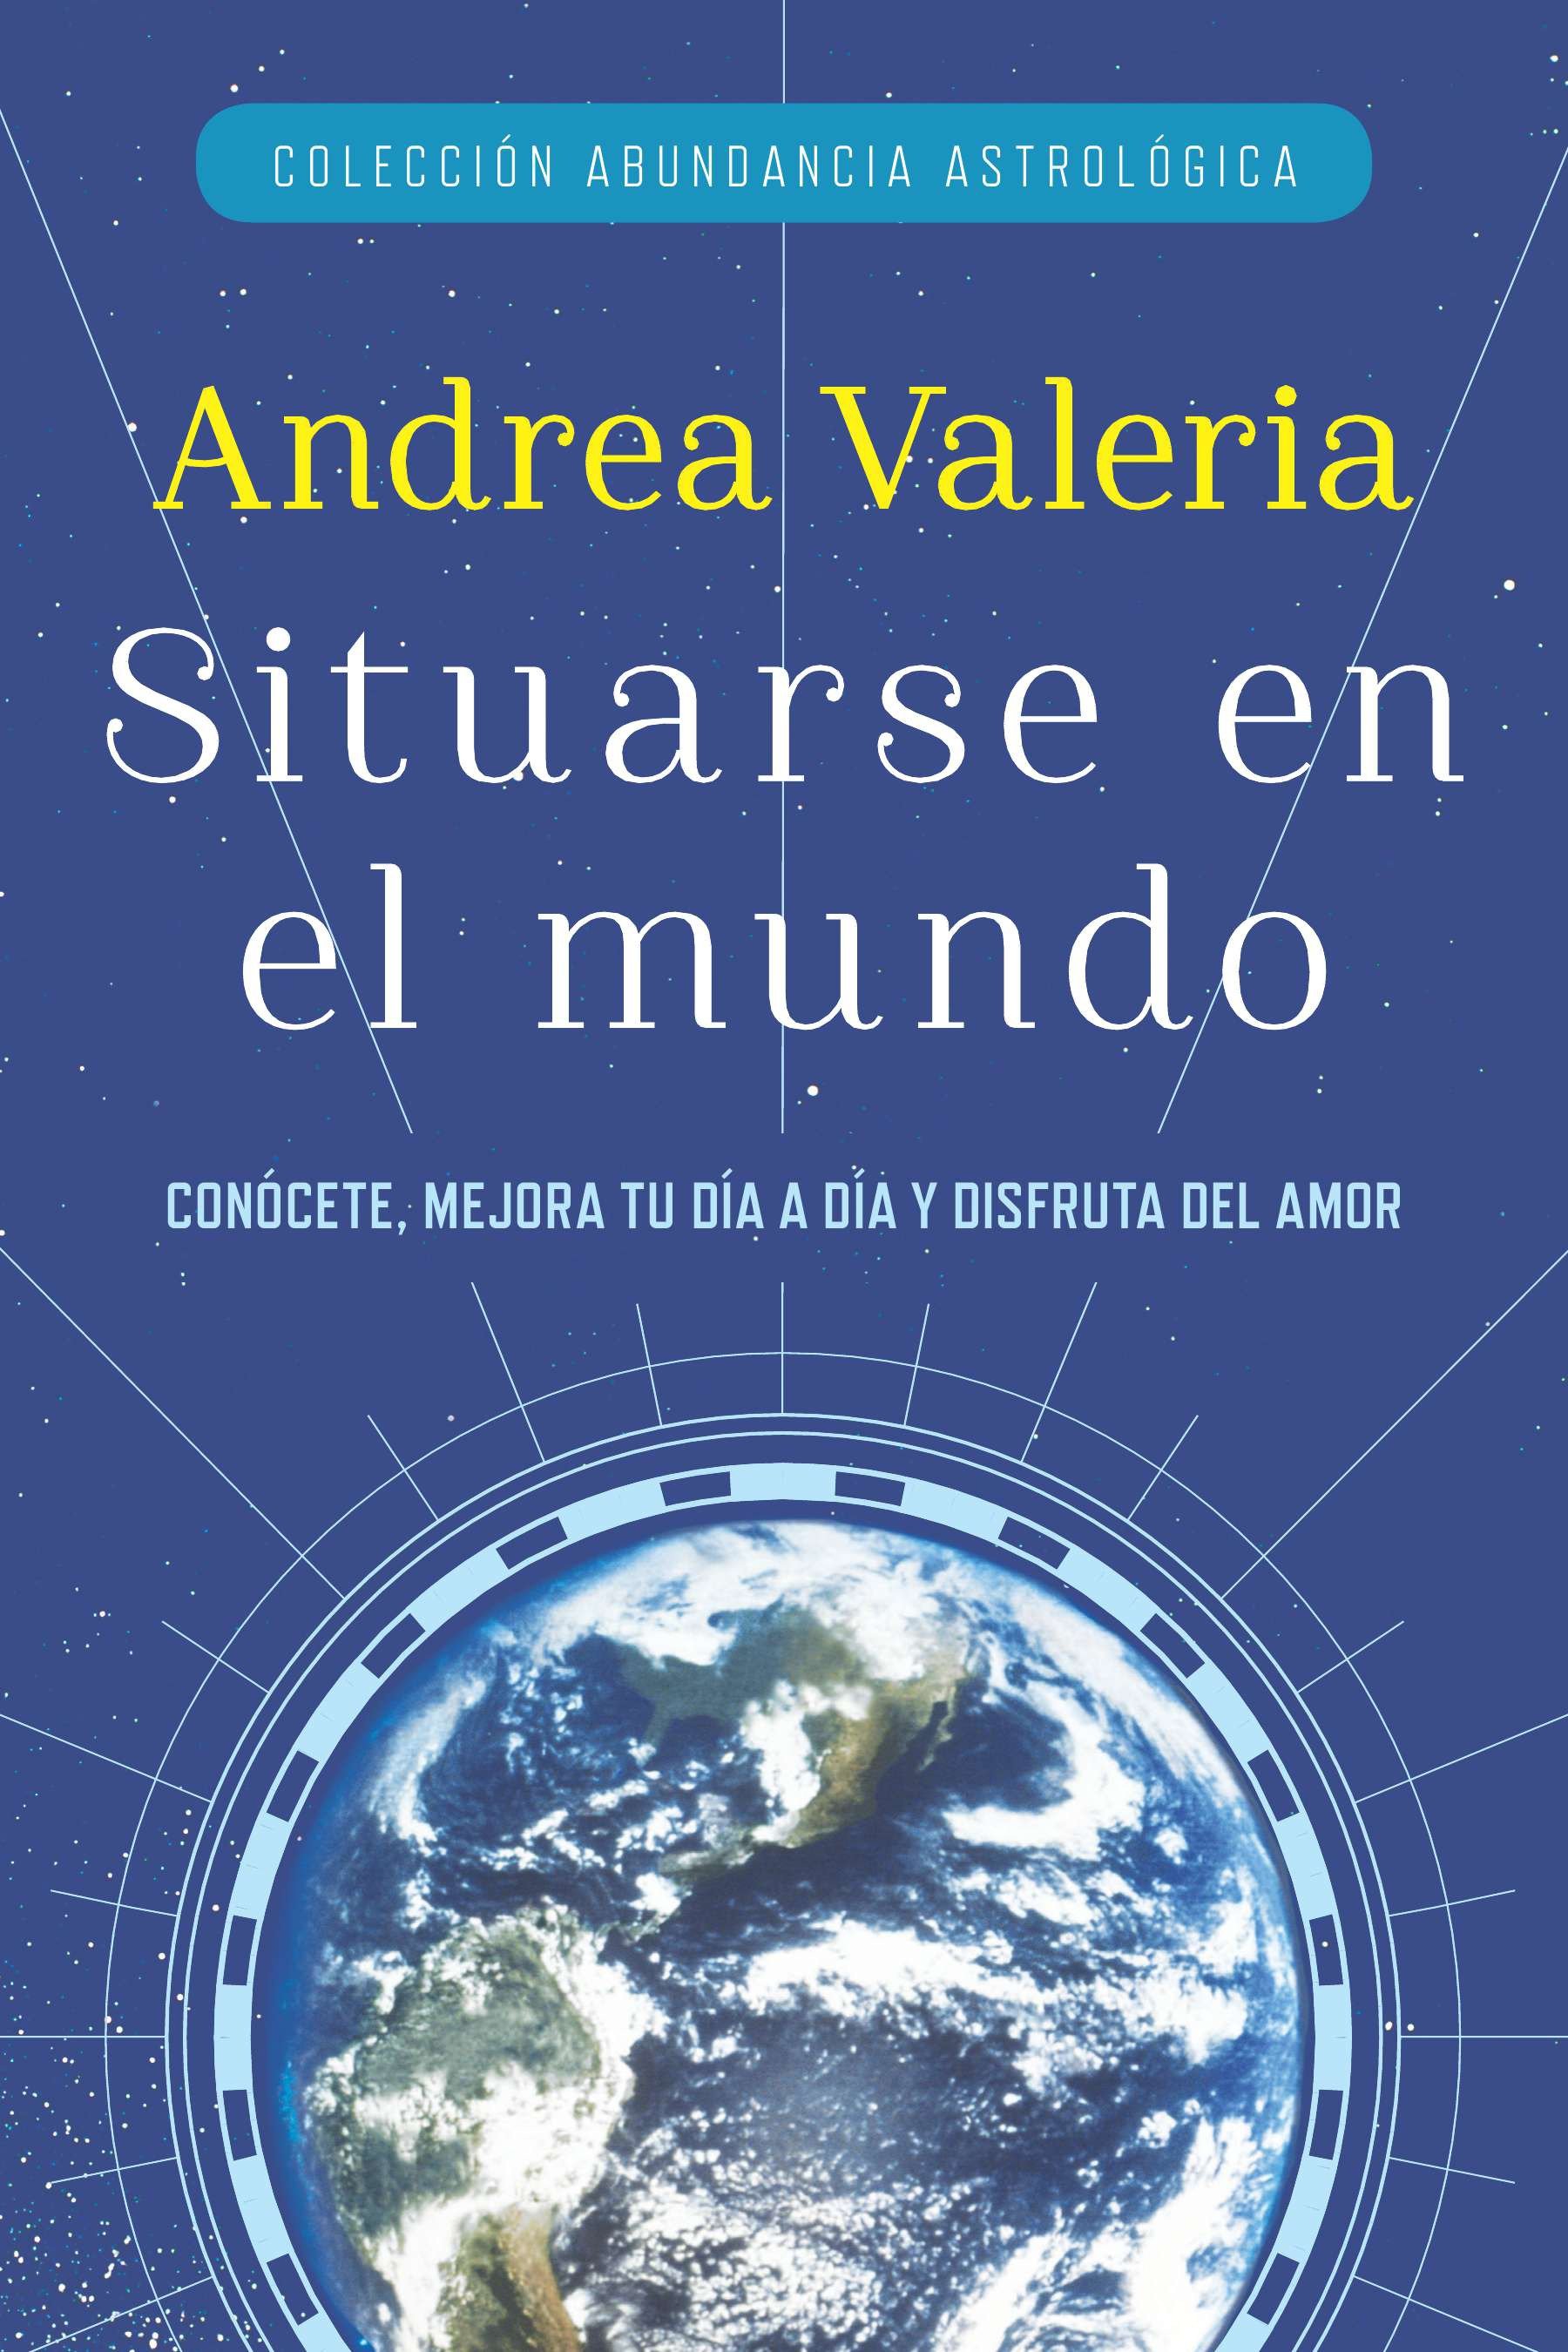 COLECCIÓN ABUNDANCIA ASTROLÓGICA
Andrea Valeria
Situarse en
el mundo
CONÓCETE, MEJORA TU DÍA A DÍA Y DISFRUTA DEL AMOR